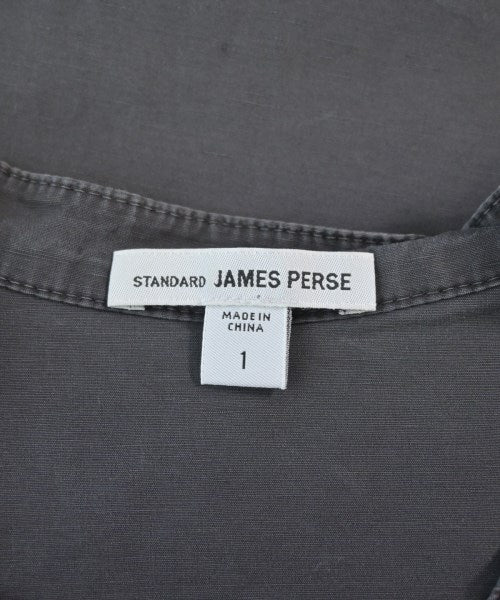 STANDARD JAMES PERSE
MADE IN
CHINA
1